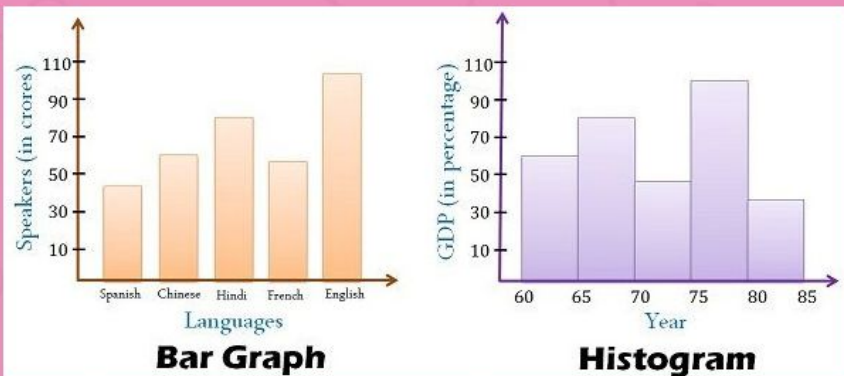 Speakers (in crores)
110
90
70
50
30
10
Spanish Chinese Hindi French English
Languages
Bar Graph
GDP (in percentage)
110
90
70
50
30
10
60 65 70 75 80 85
Year
Histogram